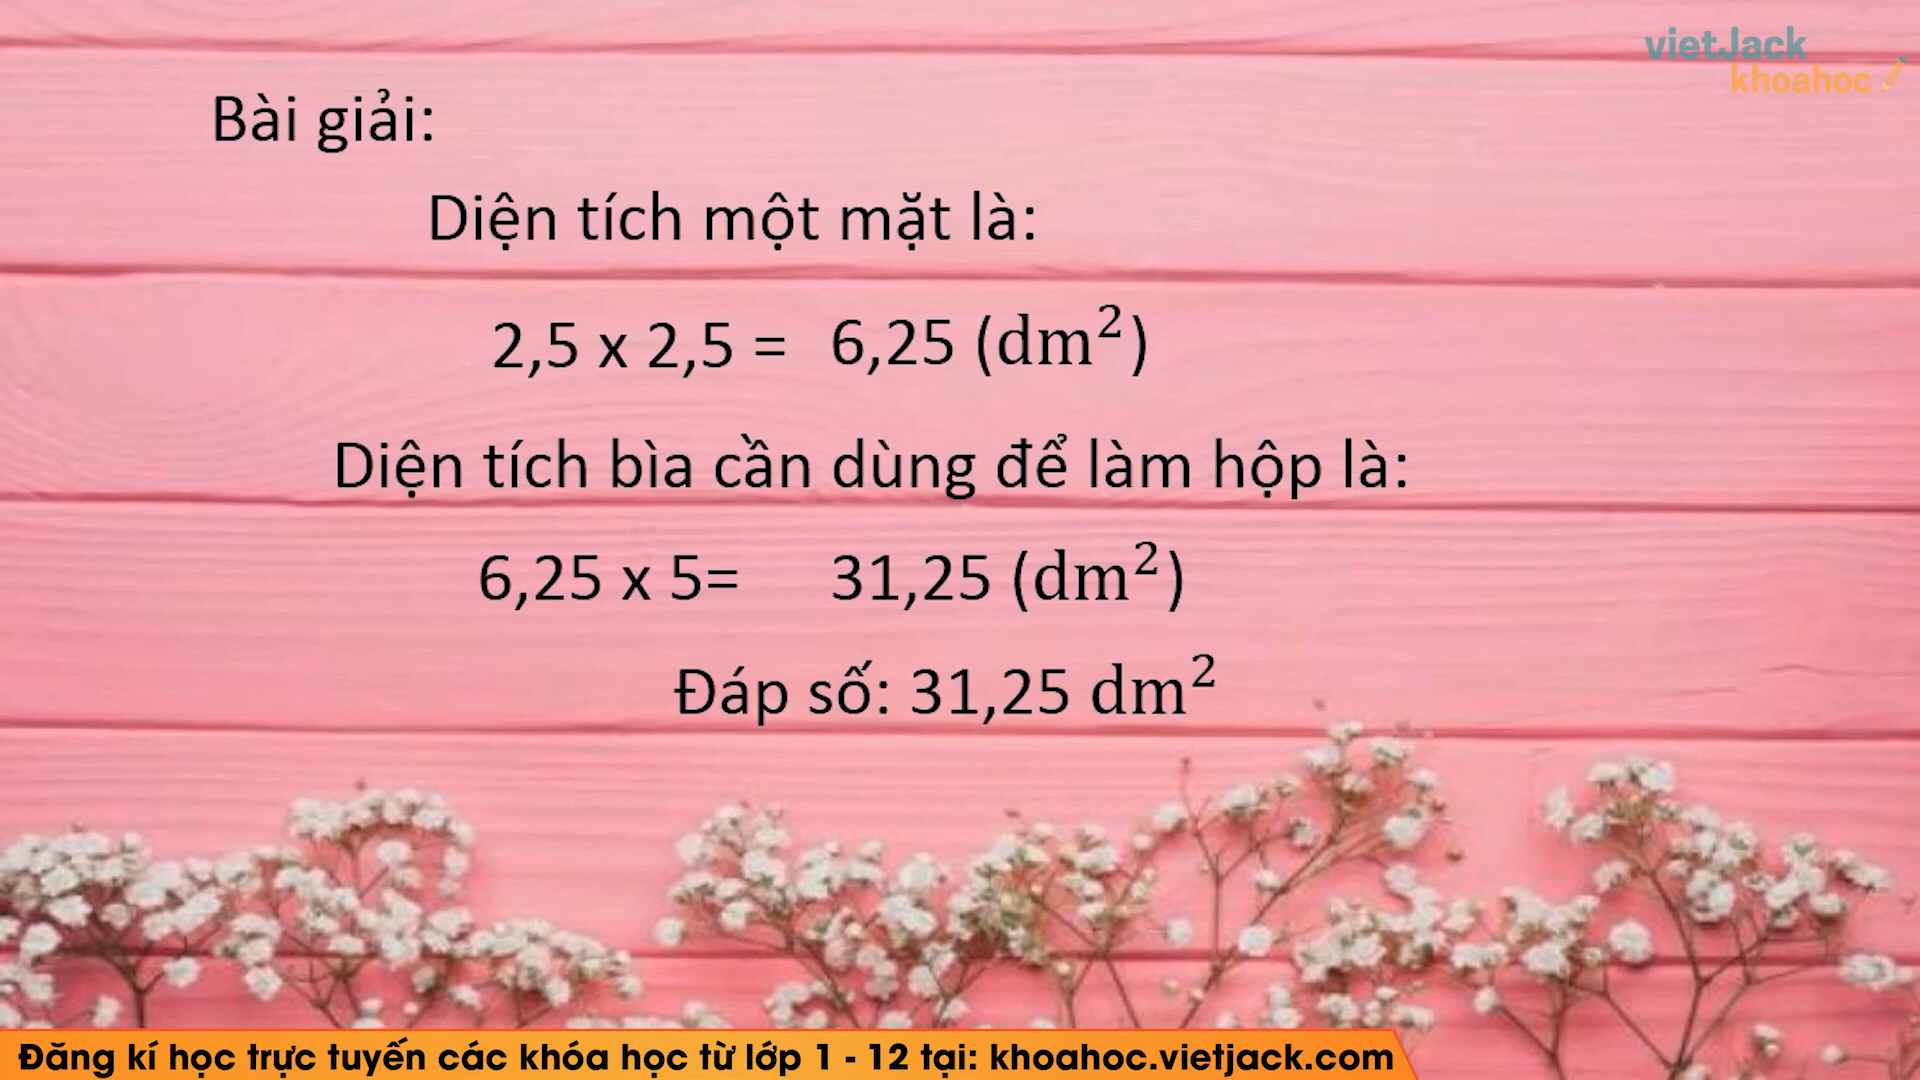 vietJack
khoahoc
Bài giải:
Diện tích một mặt là:
2,5 x 2,5 = 6,25 (dm²)
Diện tích bìa cần dùng để làm hộp là:
6,25 x 5= 31,25 (dm²)
Đáp số: 31,25 dm²
Đăng kí học trực tuyến các khóa học từ lớp 1 - 12 tại: khoahoc.vietjack.com